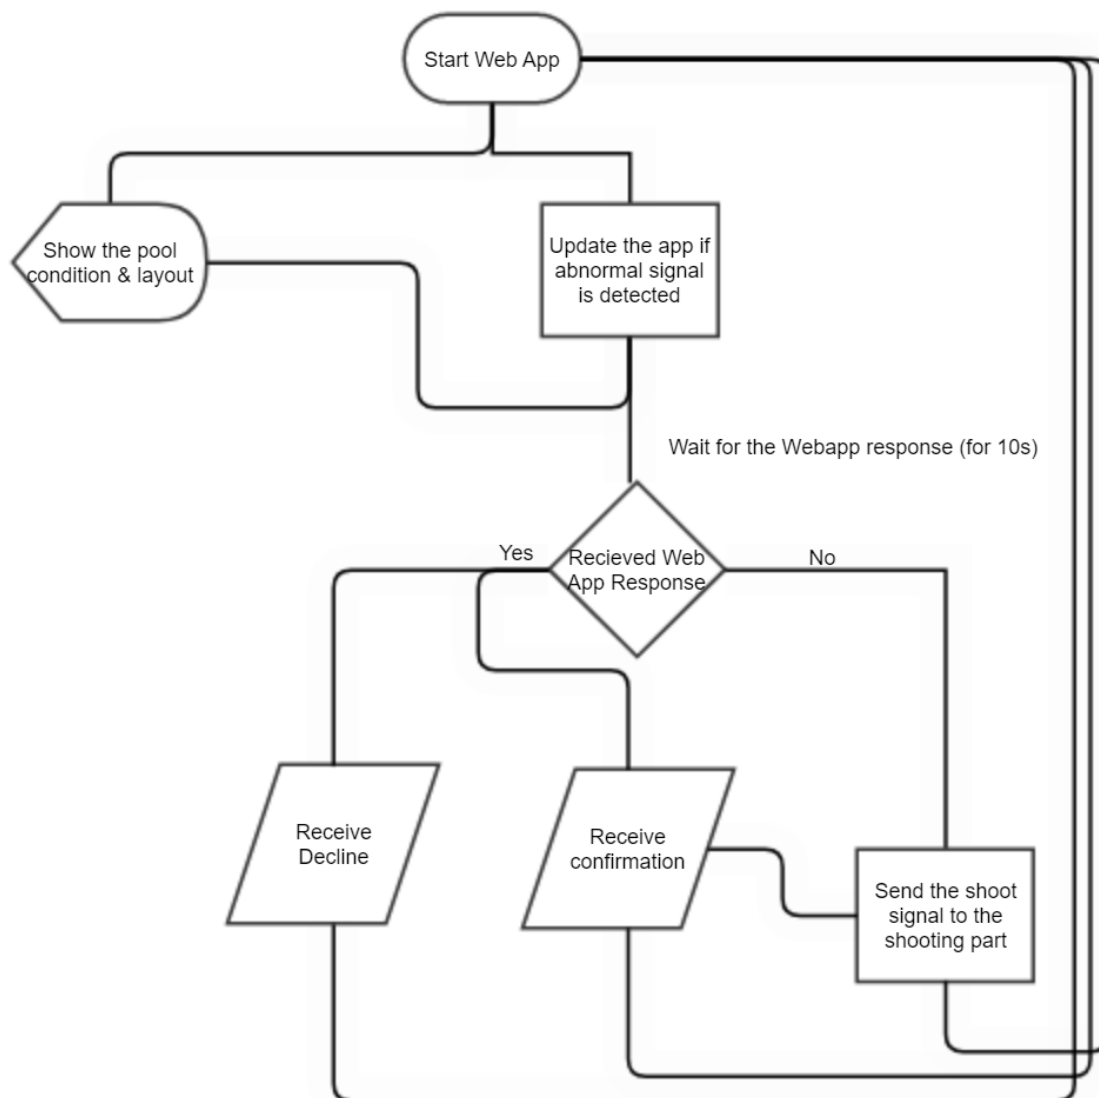 Start Web App
Show the pool
condition & layout
Update the app if
abnormal signal
is detected
Wait for the Webapp response (for 10s)
Yes
Recieved Web
App Response
No
Receive
Decline
Receive
confirmation
Send the shoot
signal to the
shooting part